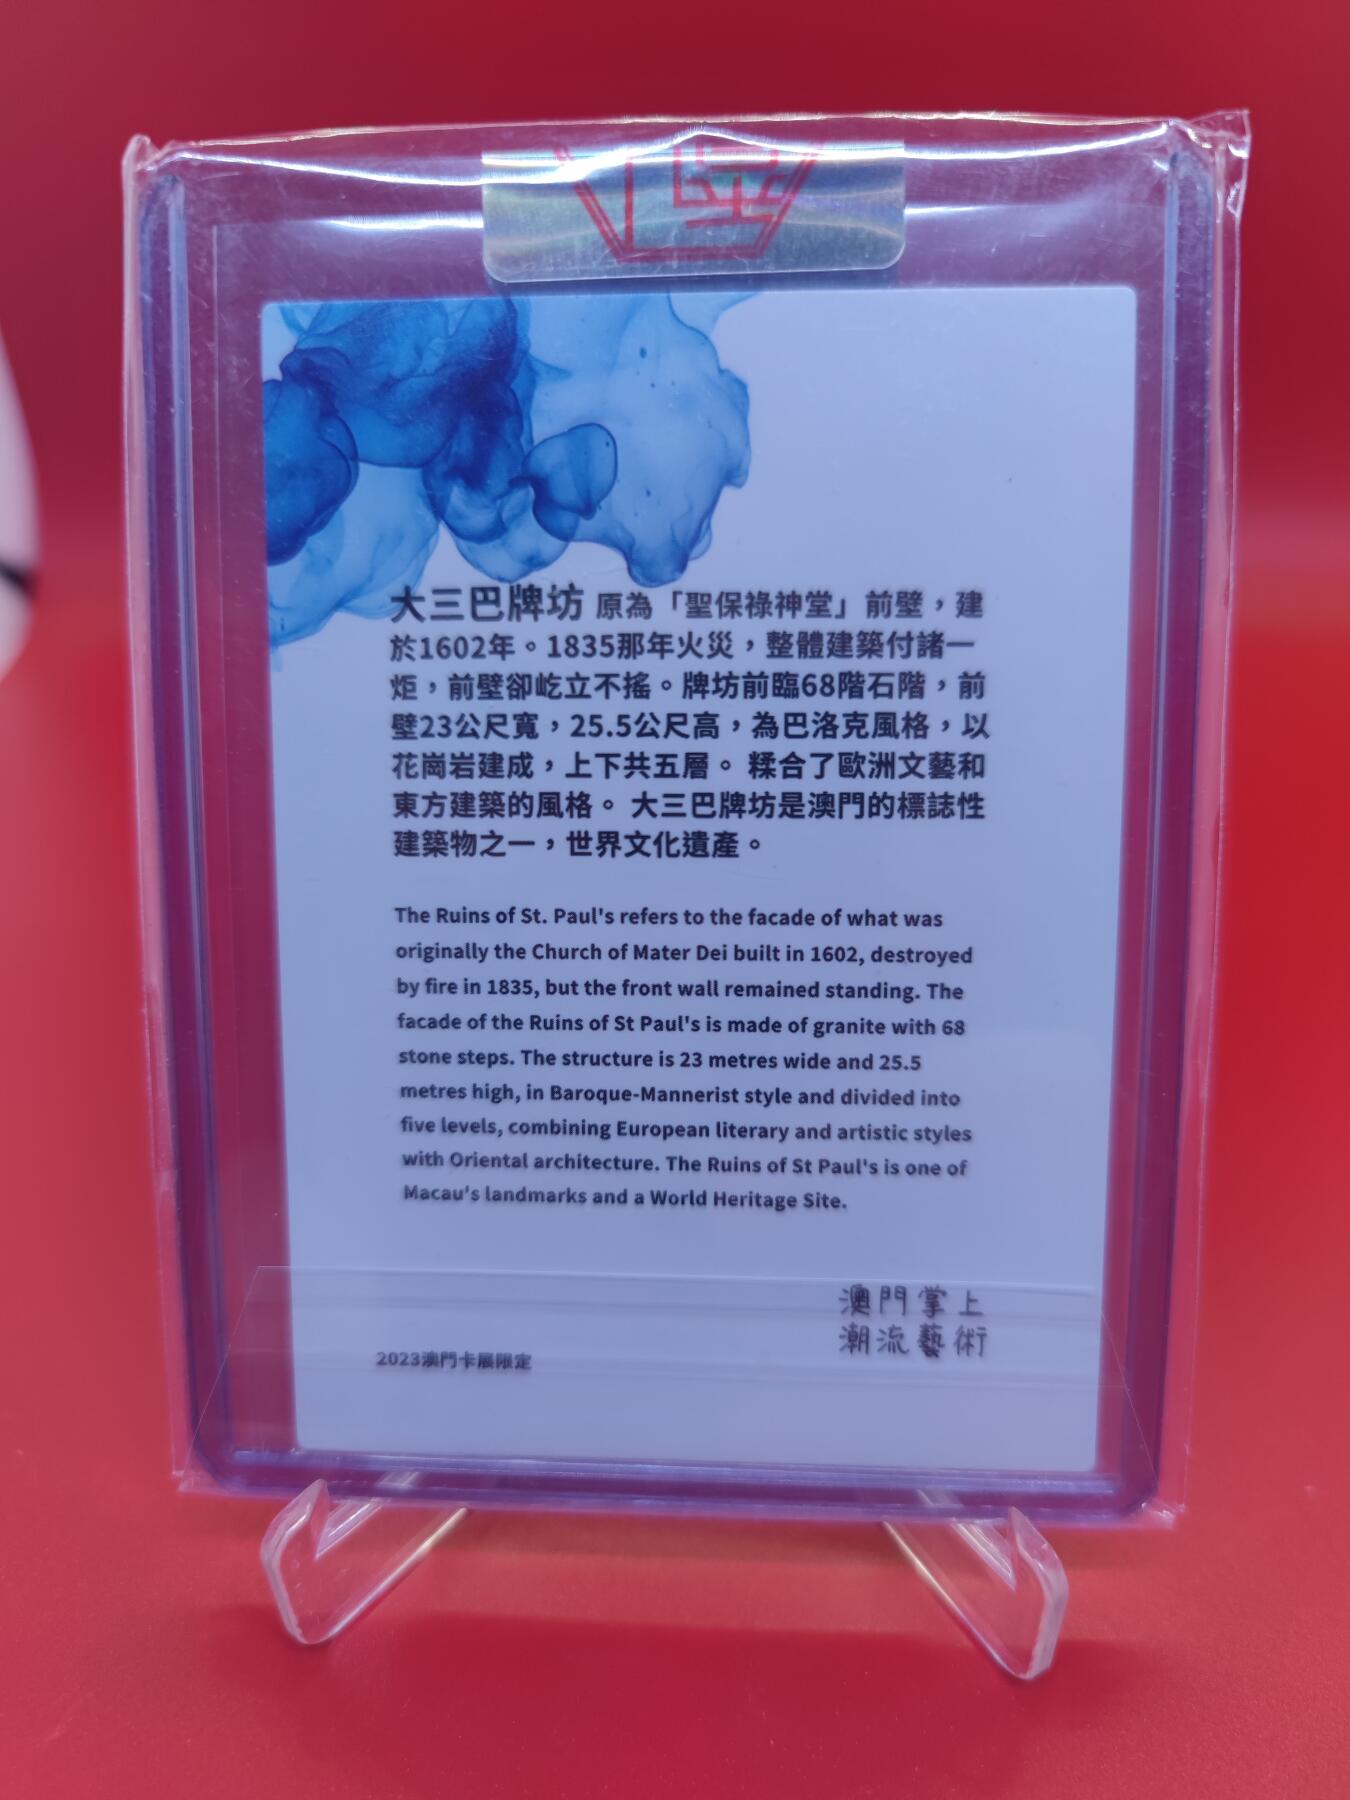 大三巴牌坊 原為「聖保祿神堂」前壁，建
於1602年。1835那年火災，整體建築付諸一
炬，前壁卻屹立不搖。牌坊前臨68階石階，前
壁23公尺寬，25.5公尺高，為巴洛克風格，以
花崗岩建成，上下共五層。 糅合了歐洲文藝和
東方建築的風格。 大三巴牌坊是澳門的標誌性
建築物之一，世界文化遺產。
The Ruins of St. Paul's refers to the facade of what was
originally the Church of Mater Dei built in 1602, destroyed
by fire in 1835, but the front wall remained standing. The
facade of the Ruins of St Paul's is made of granite with 68
stone steps. The structure is 23 metres wide and 25.5
metres high, in Baroque-Mannerist style and divided into
five levels, combining European literary and artistic styles
with Oriental architecture. The Ruins of St Paul's is one of
Macau's landmarks and a World Heritage Site.
澳門掌上
潮流藝術
2023澳門卡展限定